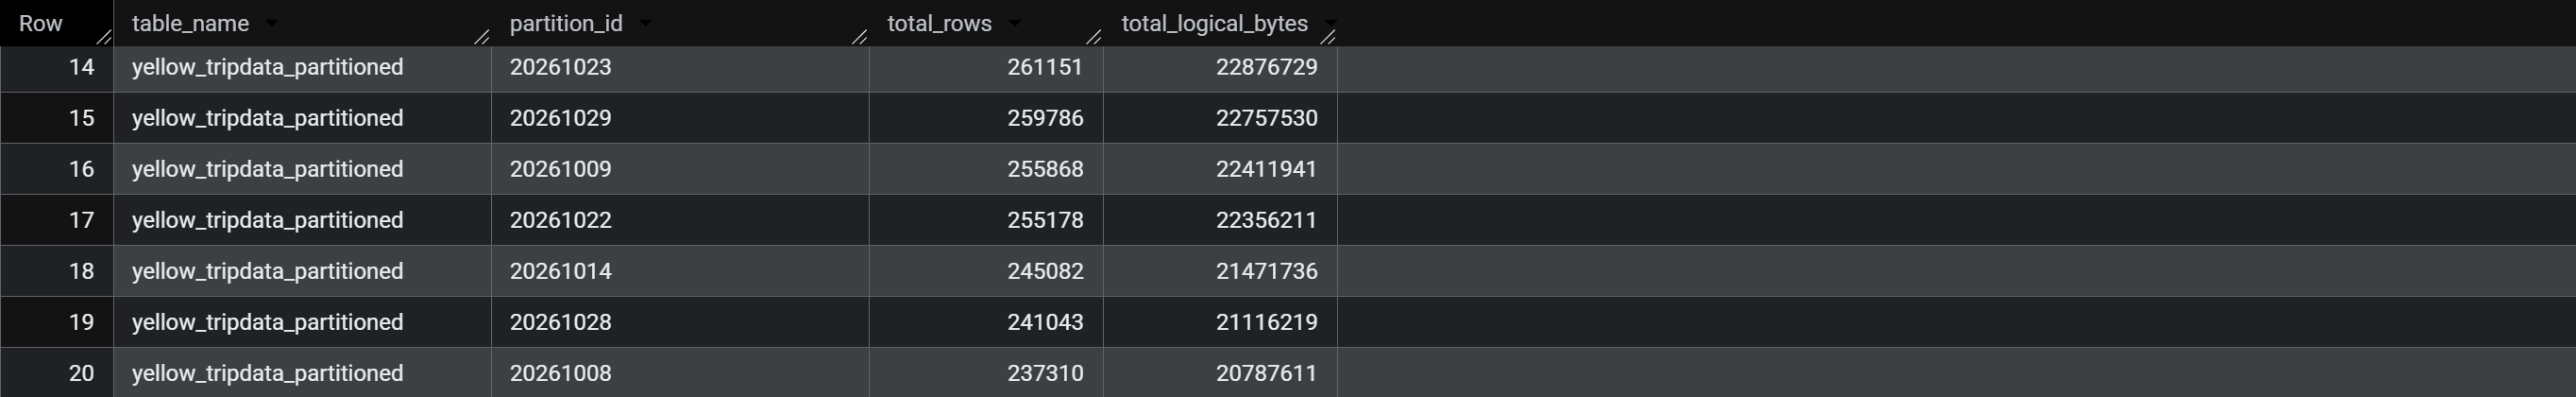 Row table_name partition_id total_rows total_logical_bytes
14 yellow_tripdata_partitioned 20261023 261151 22876729
15 yellow_tripdata_partitioned 20261029 259786 22757530
16 yellow_tripdata_partitioned 20261009 255868 22411941
17 yellow_tripdata_partitioned 20261022 255178 22356211
18 yellow_tripdata_partitioned 20261014 245082 21471736
19 yellow_tripdata_partitioned 20261028 241043 21116219
20 yellow_tripdata_partitioned 20261008 237310 20787611